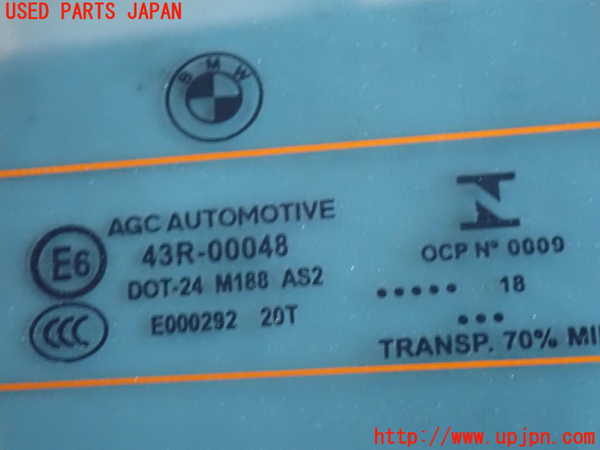 USED PARTS JAPAN
BMW
AGC AUTOMOTIVE
43R-00048
E6
DOT-24 M188 AS2
CCC
E000292 20T
OCP Nº 0009
..... 18
...
TRANSP. 70% MI
http://www.upjpn.com/